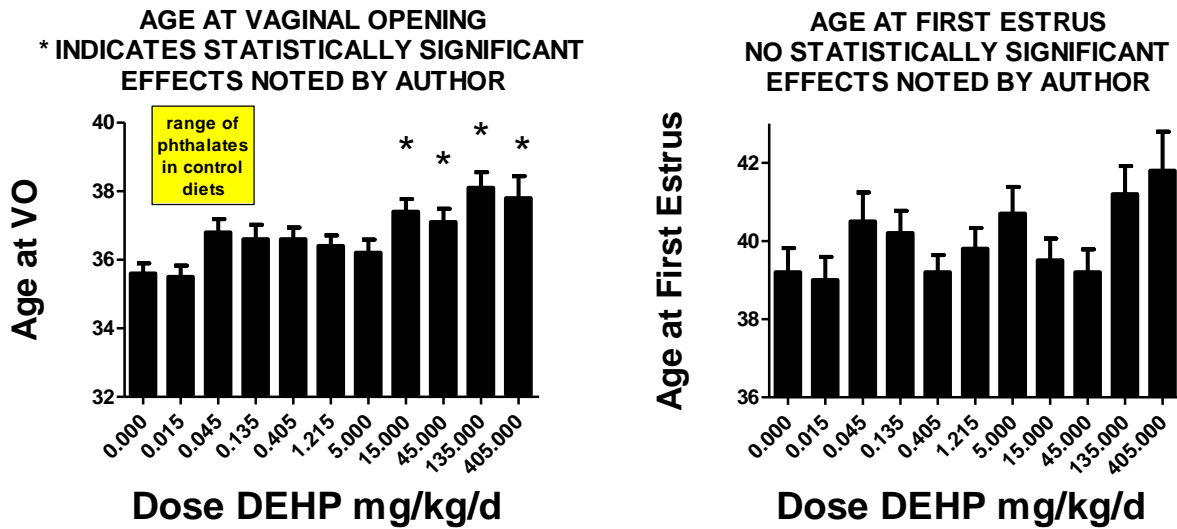 AGE AT VAGINAL OPENING
* INDICATES STATISTICALLY SIGNIFICANT
EFFECTS NOTED BY AUTHOR
range of
phthalates
in control
diets
* * * *
40
38
36
34
32
Age at VO
0.000 0.015 0.045 0.135 0.405 1.215 5.000 15.000 45.000 135.000 405.000
Dose DEHP mg/kg/d
AGE AT FIRST ESTRUS
NO STATISTICALLY SIGNIFICANT
EFFECTS NOTED BY AUTHOR
42
40
38
36
Age at First Estrus
0.000 0.015 0.045 0.135 0.405 1.215 5.000 15.000 45.000 135.000 405.000
Dose DEHP mg/kg/d